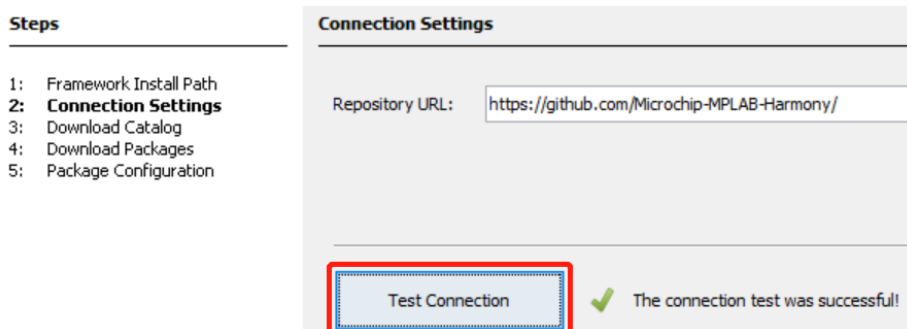 Steps
1: Framework Install Path
2: Connection Settings
3: Download Catalog
4: Download Packages
5: Package Configuration
Connection Settings
Repository URL: https://github.com/Microchip-MPLAB-Harmony/
Test Connection
The connection test was successful!